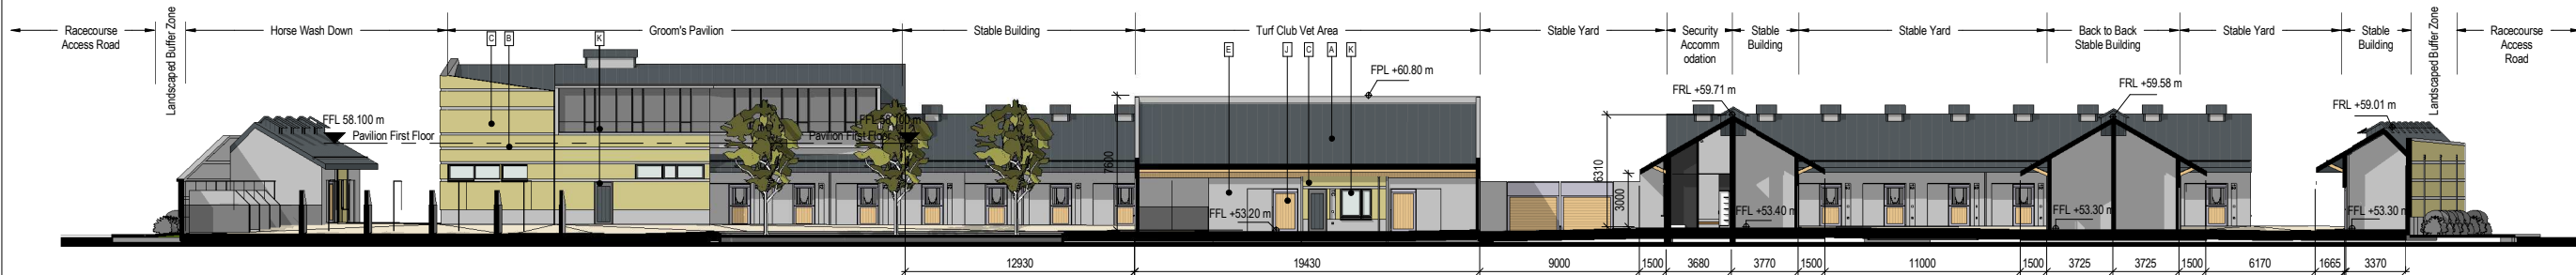 Racecourse
Access Road
Landscaped Buffer Zone
Horse Wash Down
Groom's Pavilion
Stable Building
Turf Club Vet Area
Stable Yard
Security
Accomm
odation
Stable
Building
Stable Yard
Back to Back
Stable Building
Stable Yard
Stable
Building
Landscaped Buffer Zone
Racecourse
Access
Road
C
B
K
E
J
C
A
K
FPL +60.80 m
FRL +59.71 m
FRL +59.58 m
FRL +59.01 m
FFL 58.100 m
Pavilion First Floor
FFL 58.100 m
Pavilion First Floor
7600
6310
3000
FFL +53.20 m
FFL +53.40 m
FFL +53.30 m
FFL +53.30 m
12930
19430
9000
1500
3680
3770
1500
11000
1500
3725
3725
1500
6170
1665
3370